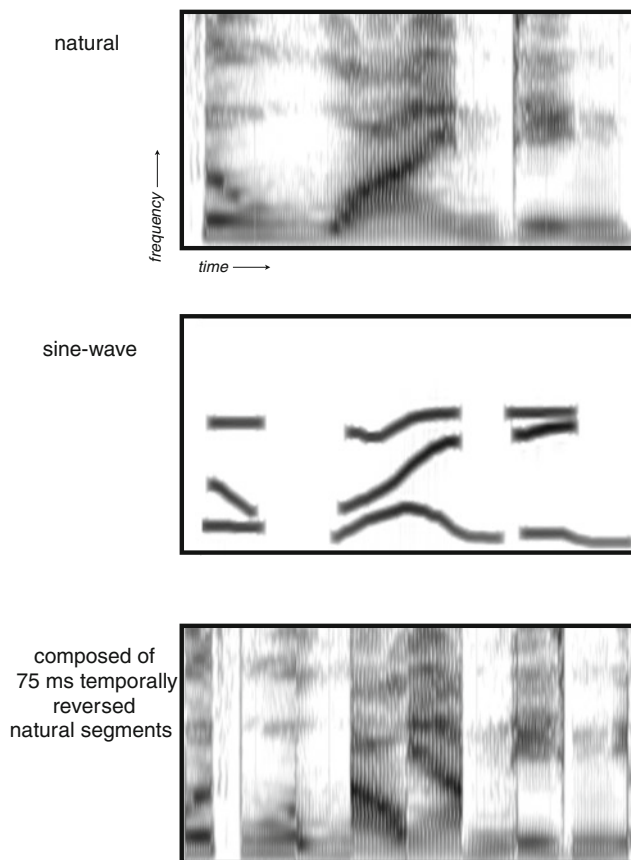 natural
frequency
time
sine-wave
composed of
75 ms temporally
reversed
natural segments